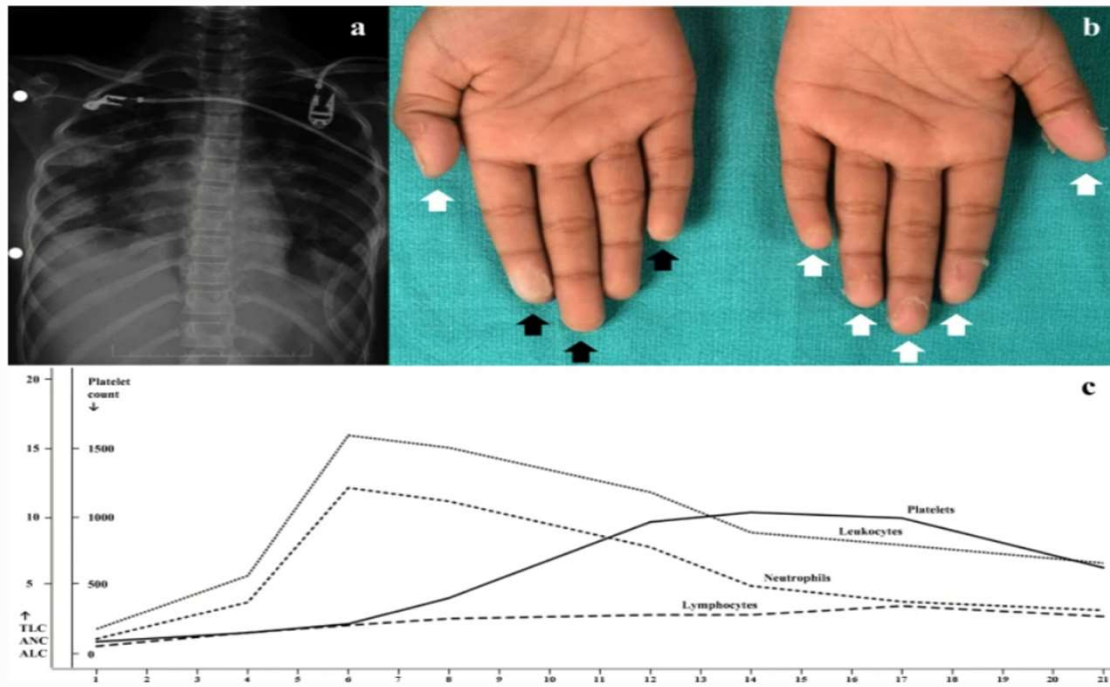 a
b
c
20
15
10
5
↑
TLC
ANC
ALC
Platelet
count
↓
1500
1000
500
0
Platelets
Leukocytes
Neutrophils
Lymphocytes
1 2 3 4 5 6 7 8 9 10 11 12 13 14 15 16 17 18 19 20 21